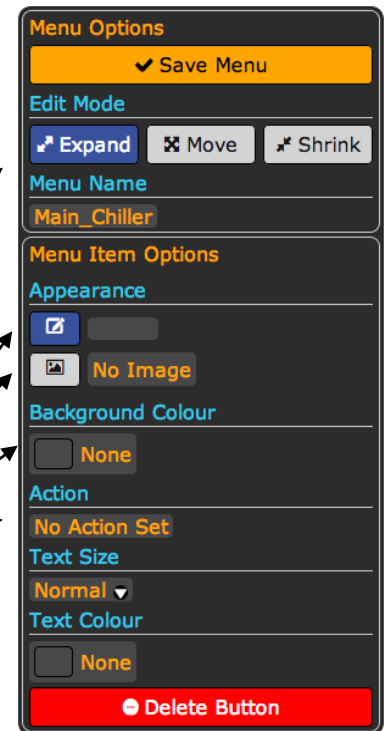 Menu Options
Save Menu
Edit Mode
Expand Move Shrink
Menu Name
Main_Chiller
Menu Item Options
Appearance
No Image
Background Colour
None
Action
No Action Set
Text Size
Normal
Text Colour
None
Delete Button